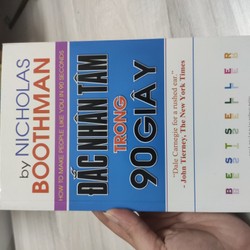 by NICHOLAS
BOOTHMAN
HOW TO MAKE PEOPLE LIKE YOU IN 90 SECONDS
ĐẮC NHÂN TÂM
TRONG
90 GIÂY
"Dale Carnegie for a rushed era."
- John Tierney, The New York Times
BESTSELLER